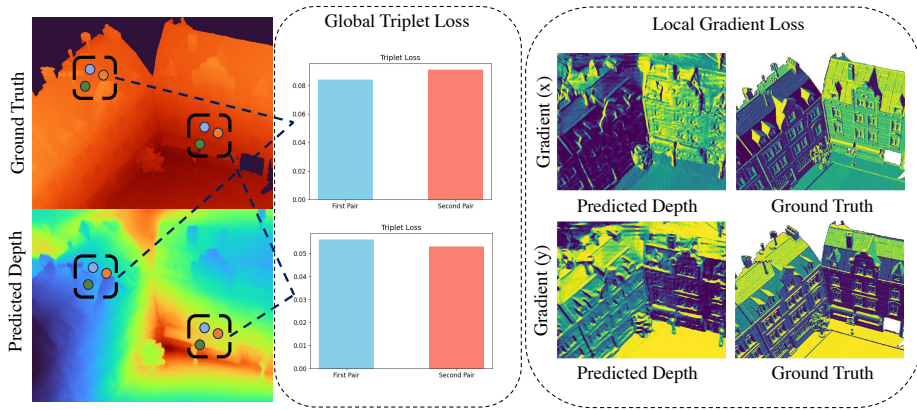 Global Triplet Loss
Local Gradient Loss
Ground Truth
Predicted Depth
Triplet Loss
0.08
0.06
0.04
0.02
0.00
First Pair
Second Pair
Triplet Loss
0.05
0.04
0.03
0.02
0.01
0.00
First Pair
Second Pair
Gradient (x)
Predicted Depth
Ground Truth
Gradient (y)
Predicted Depth
Ground Truth